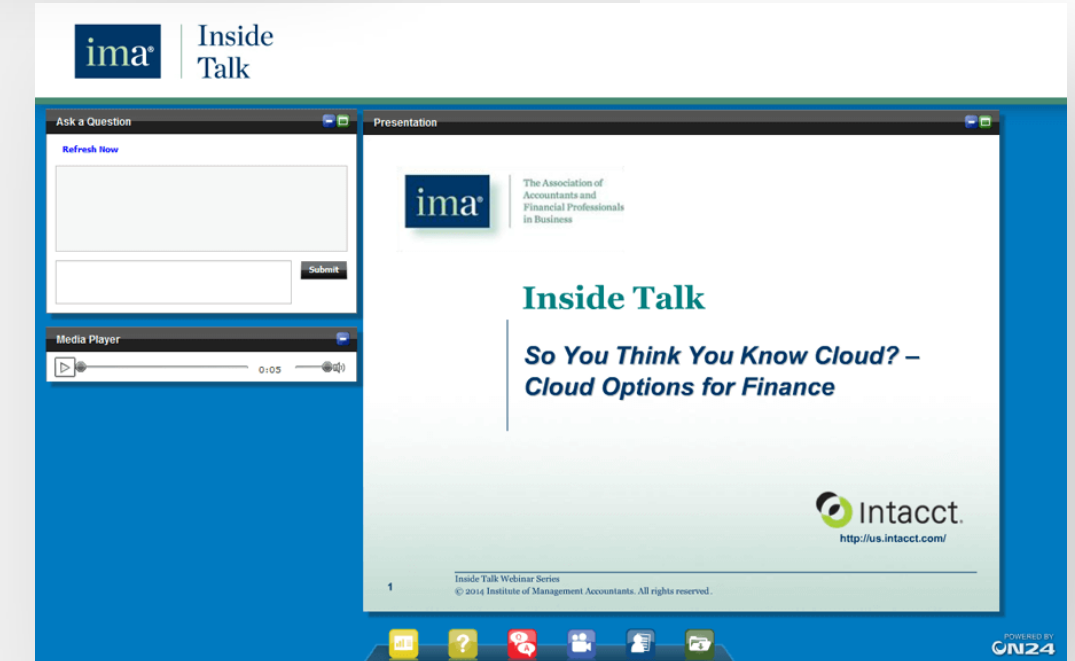 ima®
Inside
Talk
Ask a Question
Refresh Now
Submit
Media Player
0:05
Presentation
ima®
The Association of
Accountants and
Financial Professionals
in Business
Inside Talk
So You Think You Know Cloud? –
Cloud Options for Finance
Intacct.
http://us.intacct.com/
1
Inside Talk Webinar Series
© 2014 Institute of Management Accountants. All rights reserved.
?
Q
A
POWERED BY
ON24